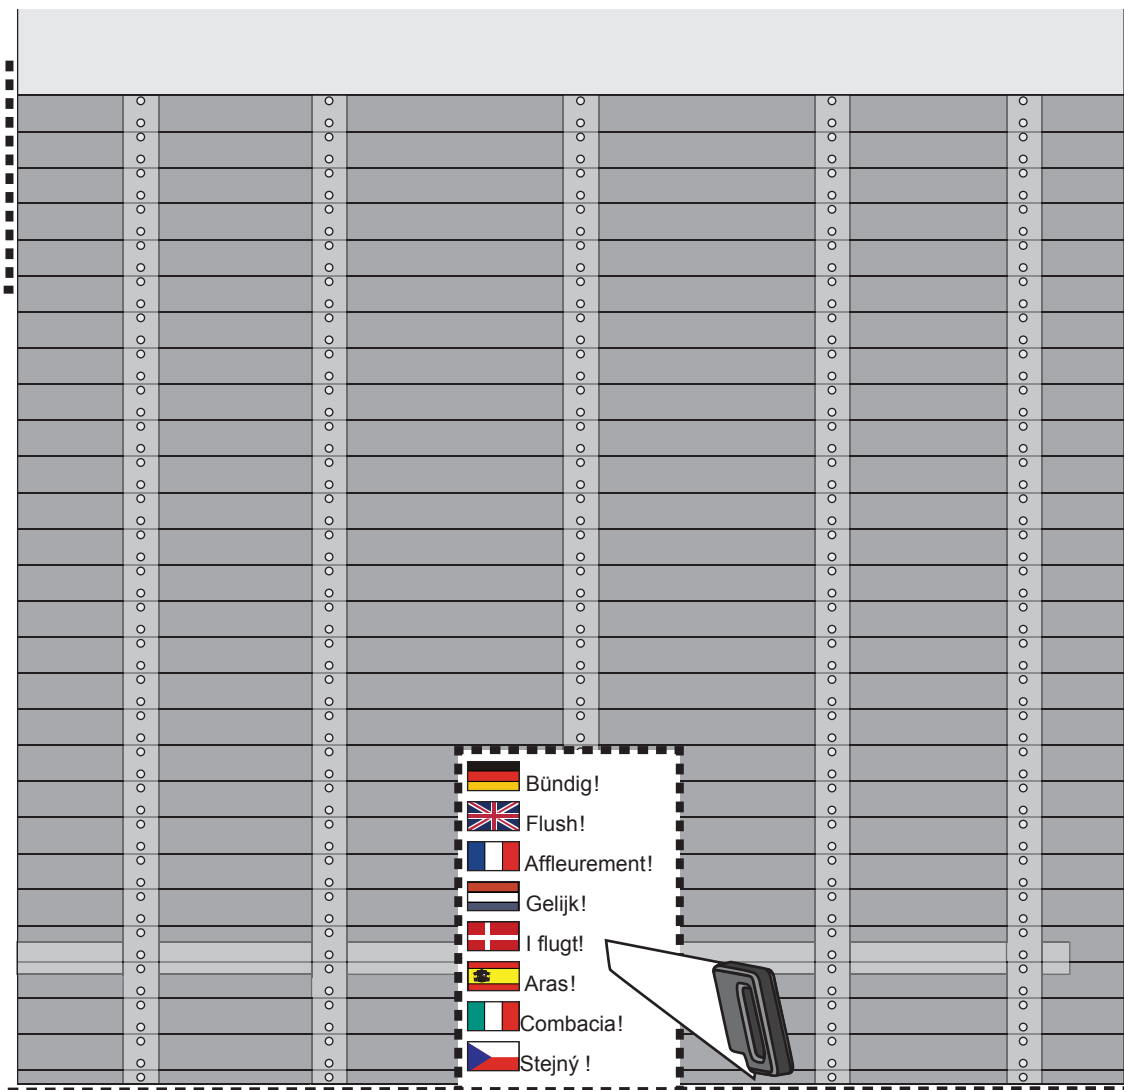 Bündig!
Flush!
Affleurement!
Gelijk!
I flugt!
Aras!
Combacia!
Stejný !